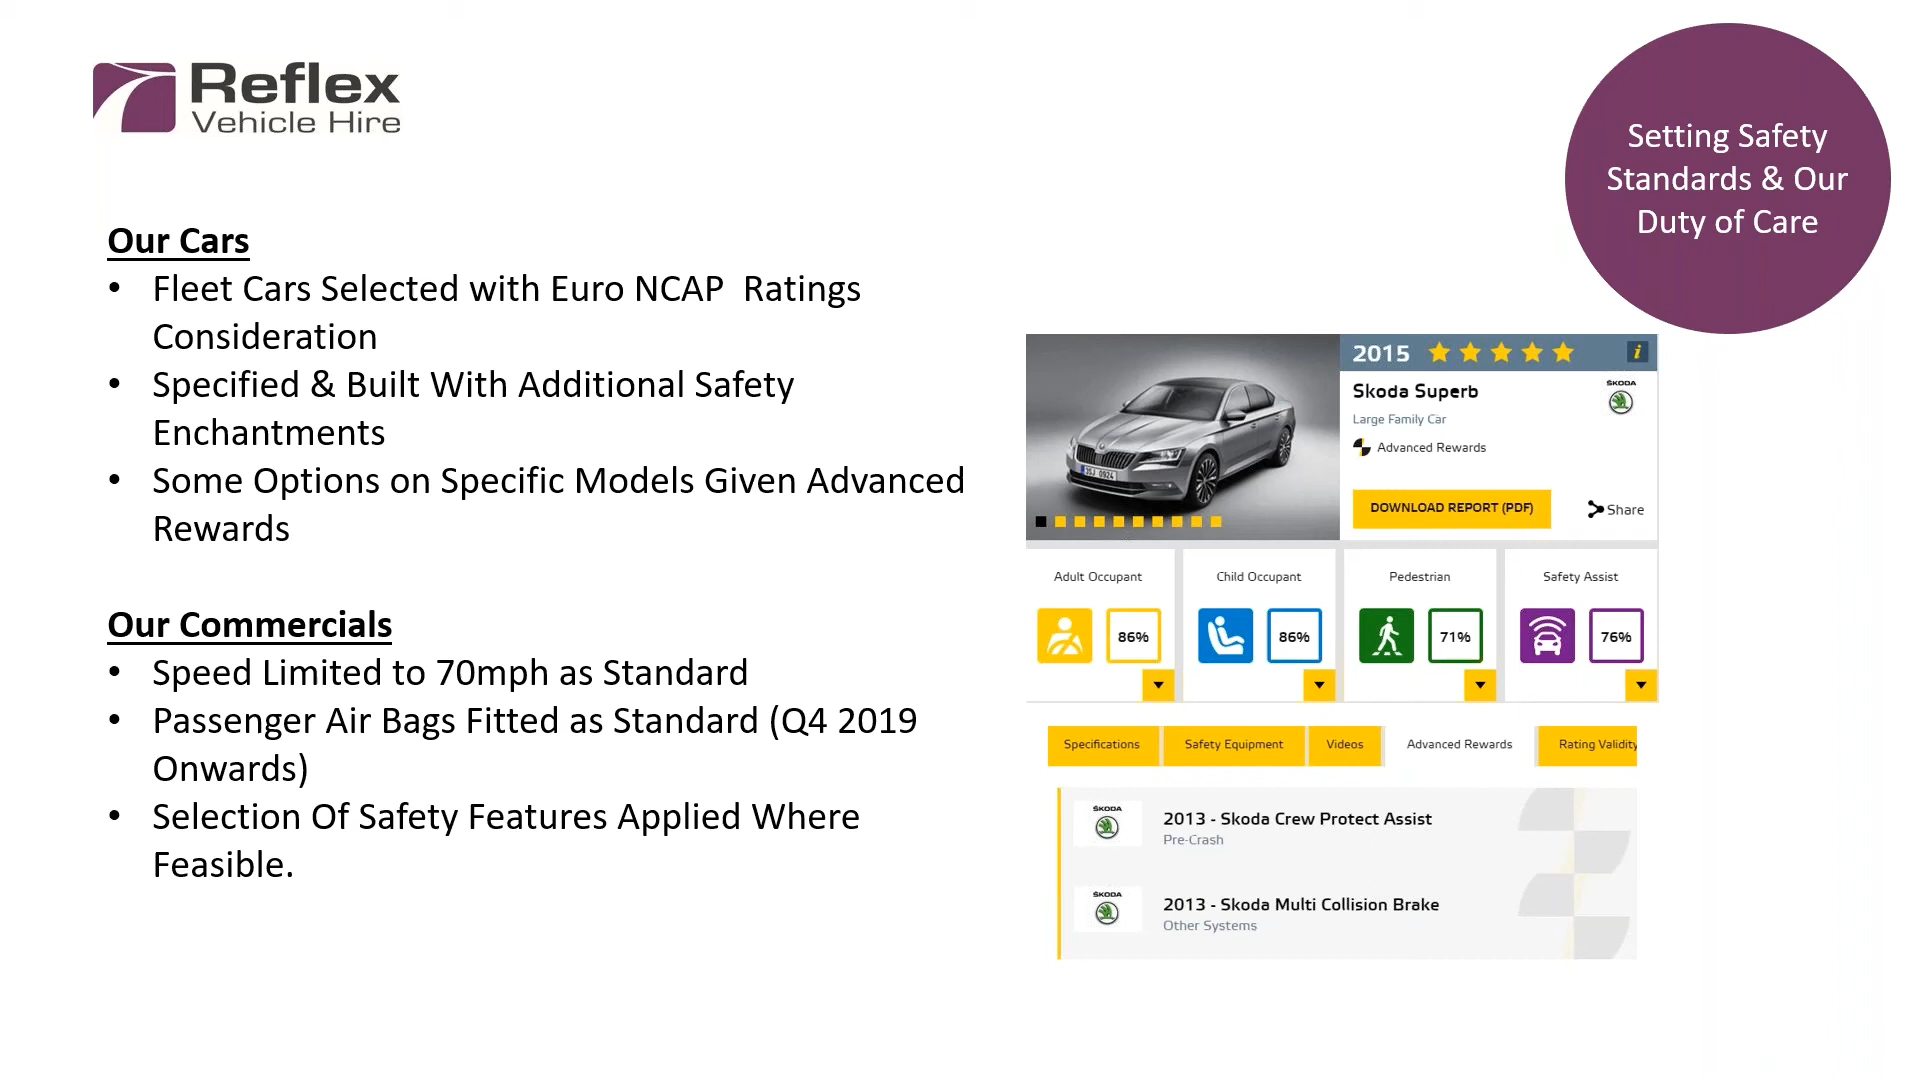 Reflex
Vehicle Hire
Setting Safety
Standards & Our
Duty of Care
Our Cars
• Fleet Cars Selected with Euro NCAP  Ratings
Consideration
• Specified & Built With Additional Safety
Enchantments
• Some Options on Specific Models Given Advanced
Rewards
Our Commercials
• Speed Limited to 70mph as Standard
• Passenger Air Bags Fitted as Standard (Q4 2019
Onwards)
• Selection Of Safety Features Applied Where
Feasible.
2015
i
Skoda Superb
ŠKODA
Large Family Car
Advanced Rewards
DOWNLOAD REPORT (PDF)
Share
3SJ 0924
Adult Occupant
Child Occupant
Pedestrian
Safety Assist
86%
86%
71%
76%
Specifications
Safety Equipment
Videos
Advanced Rewards
Rating Validity
ŠKODA
2013 - Skoda Crew Protect Assist
Pre-Crash
ŠKODA
2013 - Skoda Multi Collision Brake
Other Systems